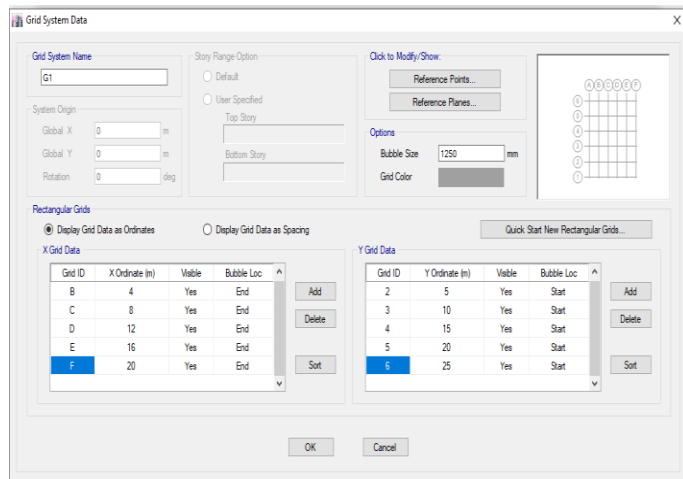 Grid System Data X
Grid System Name
G1
System Origin
Global X 0 m
Global Y 0 m
Rotation 0 deg
Story Range Option
Default
User Specified
Top Story
Bottom Story
Click to Modify/Show:
Reference Points...
Reference Planes...
Options
Bubble Size 1250 mm
Grid Color
A B C D E F
6
5
4
3
2
1
Rectangular Grids
Display Grid Data as Ordinates Display Grid Data as Spacing Quick Start New Rectangular Grids...
X Grid Data
Grid ID X Ordinate (m) Visible Bubble Loc
B 4 Yes End
C 8 Yes End
D 12 Yes End
E 16 Yes End
F 20 Yes End
Add
Delete
Sort
Y Grid Data
Grid ID Y Ordinate (m) Visible Bubble Loc
2 5 Yes Start
3 10 Yes Start
4 15 Yes Start
5 20 Yes Start
6 25 Yes Start
Add
Delete
Sort
OK Cancel